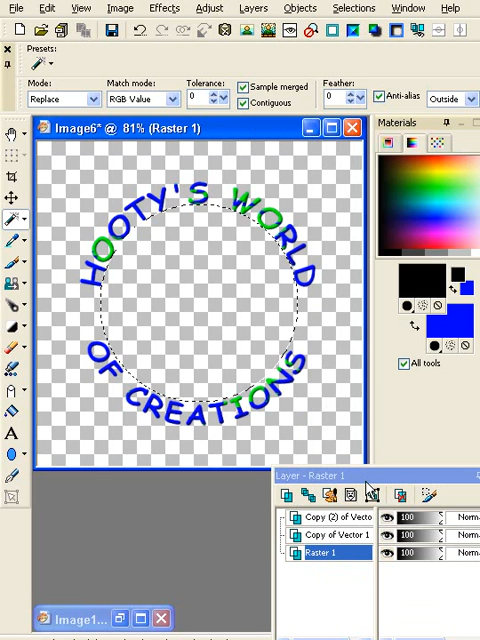 File Edit View Image Effects Adjust Layers Objects Selections Window Help
Presets:
Mode: Match mode: Tolerance: Sample merged Feather:
Replace RGB Value 0 Contiguous 0 Anti-alias Outside
Image6* @ 81% (Raster 1)
Materials
HOOTY'S WORLD
OF CREATIONS
All tools
A
Layer - Raster 1
Copy (2) of Vecto 100 Norm
Copy of Vector 1 100 Norm
Raster 1 100 Norm
Image1...